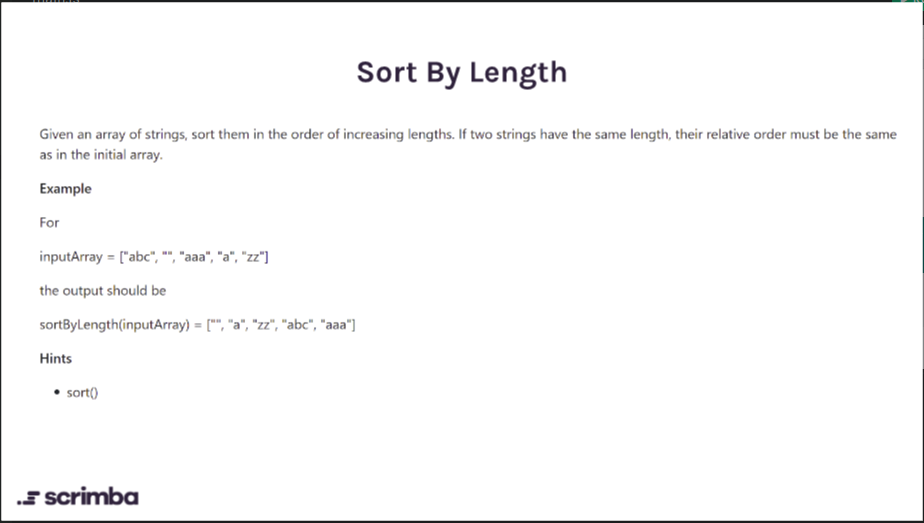 Sort By Length
Given an array of strings, sort them in the order of increasing lengths. If two strings have the same length, their relative order must be the same
as in the initial array.
Example
For
inputArray = ["abc", "", "aaa", "a", "zz"]
the output should be
sortByLength(inputArray) = ["", "a", "zz", "abc", "aaa"]
Hints
• sort()
scrimba